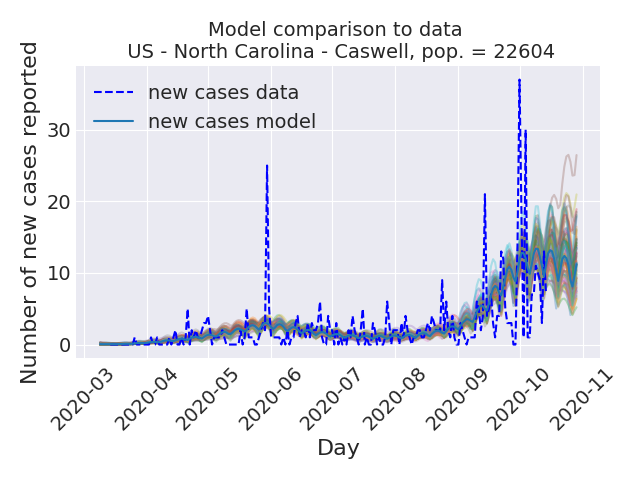 Model comparison to data
US - North Carolina - Caswell, pop. = 22604
Number of new cases reported
new cases data
new cases model
30
20
10
0
2020-03
2020-04
2020-05
2020-06
2020-07
2020-08
2020-09
2020-10
2020-11
Day